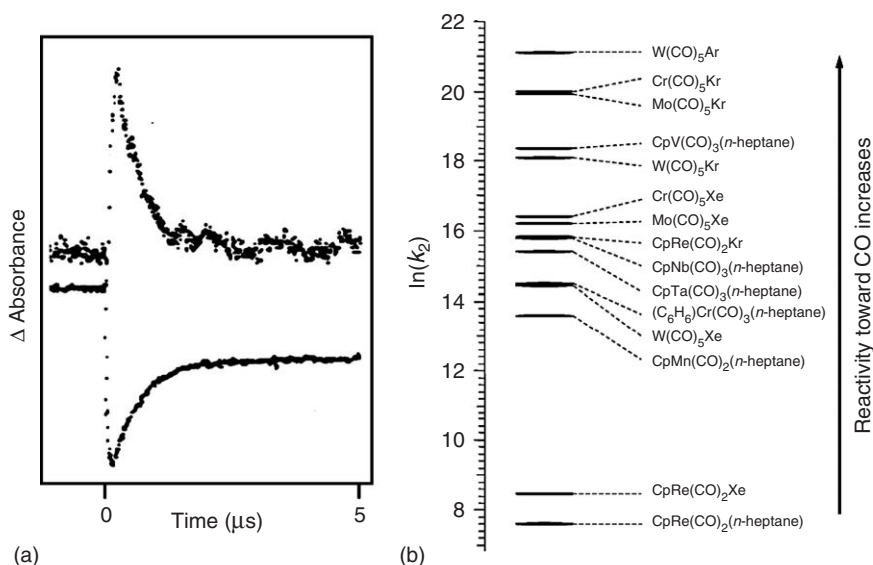 Δ Absorbance
0
5
Time (μs)
(a)
ln(k₂)
22
20
18
16
14
12
10
8
W(CO)₅Ar
Cr(CO)₅Kr
Mo(CO)₅Kr
CpV(CO)₃(n-heptane)
W(CO)₅Kr
Cr(CO)₅Xe
Mo(CO)₅Xe
CpRe(CO)₂Kr
CpNb(CO)₃(n-heptane)
CpTa(CO)₃(n-heptane)
(C₆H₆)Cr(CO)₃(n-heptane)
W(CO)₅Xe
CpMn(CO)₂(n-heptane)
CpRe(CO)₂Xe
CpRe(CO)₂(n-heptane)
Reactivity toward CO increases
(b)